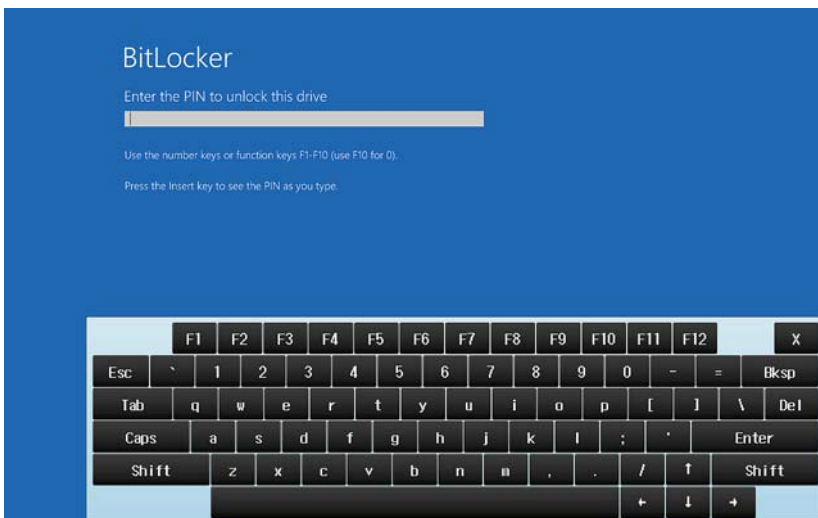 BitLocker
Enter the PIN to unlock this drive
Use the number keys or function keys F1-F10 (use F10 for 0).
Press the Insert key to see the PIN as you type.
F1 F2 F3 F4 F5 F6 F7 F8 F9 F10 F11 F12 X
Esc ` 1 2 3 4 5 6 7 8 9 0 - = Bksp
Tab q w e r t y u i o p [ ] \ Del
Caps a s d f g h j k l ; ' Enter
Shift z x c v b n m , . / ↑ Shift
← ↓ →